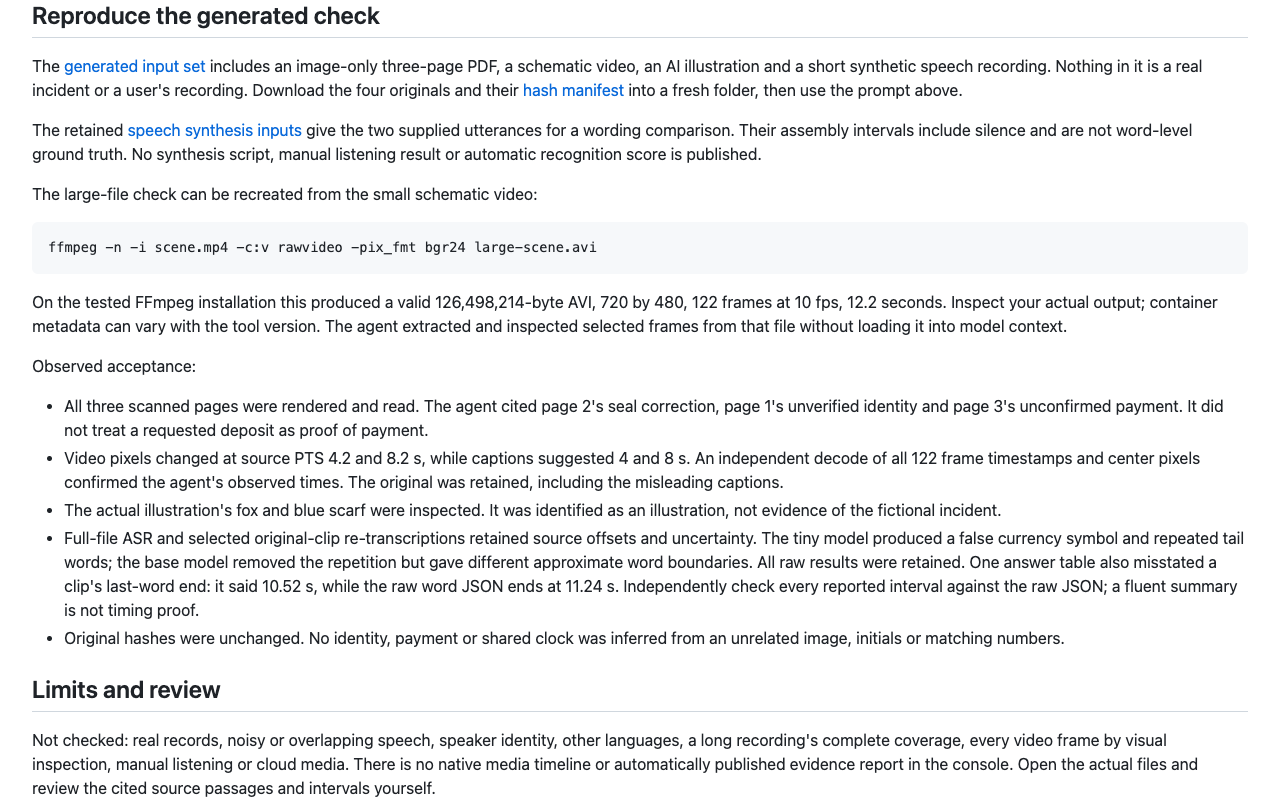 Reproduce the generated check
The generated input set includes an image-only three-page PDF, a schematic video, an AI illustration and a short synthetic speech recording. Nothing in it is a real
incident or a user's recording. Download the four originals and their hash manifest into a fresh folder, then use the prompt above.
The retained speech synthesis inputs give the two supplied utterances for a wording comparison. Their assembly intervals include silence and are not word-level
ground truth. No synthesis script, manual listening result or automatic recognition score is published.
The large-file check can be recreated from the small schematic video:
ffmpeg -n -i scene.mp4 -c:v rawvideo -pix_fmt bgr24 large-scene.avi
On the tested FFmpeg installation this produced a valid 126,498,214-byte AVI, 720 by 480, 122 frames at 10 fps, 12.2 seconds. Inspect your actual output; container
metadata can vary with the tool version. The agent extracted and inspected selected frames from that file without loading it into model context.
Observed acceptance:
• All three scanned pages were rendered and read. The agent cited page 2's seal correction, page 1's unverified identity and page 3's unconfirmed payment. It did
not treat a requested deposit as proof of payment.
• Video pixels changed at source PTS 4.2 and 8.2 s, while captions suggested 4 and 8 s. An independent decode of all 122 frame timestamps and center pixels
confirmed the agent's observed times. The original was retained, including the misleading captions.
• The actual illustration's fox and blue scarf were inspected. It was identified as an illustration, not evidence of the fictional incident.
• Full-file ASR and selected original-clip re-transcriptions retained source offsets and uncertainty. The tiny model produced a false currency symbol and repeated tail
words; the base model removed the repetition but gave different approximate word boundaries. All raw results were retained. One answer table also misstated a
clip's last-word end: it said 10.52 s, while the raw word JSON ends at 11.24 s. Independently check every reported interval against the raw JSON; a fluent summary
is not timing proof.
• Original hashes were unchanged. No identity, payment or shared clock was inferred from an unrelated image, initials or matching numbers.
Limits and review
Not checked: real records, noisy or overlapping speech, speaker identity, other languages, a long recording's complete coverage, every video frame by visual
inspection, manual listening or cloud media. There is no native media timeline or automatically published evidence report in the console. Open the actual files and
review the cited source passages and intervals yourself.